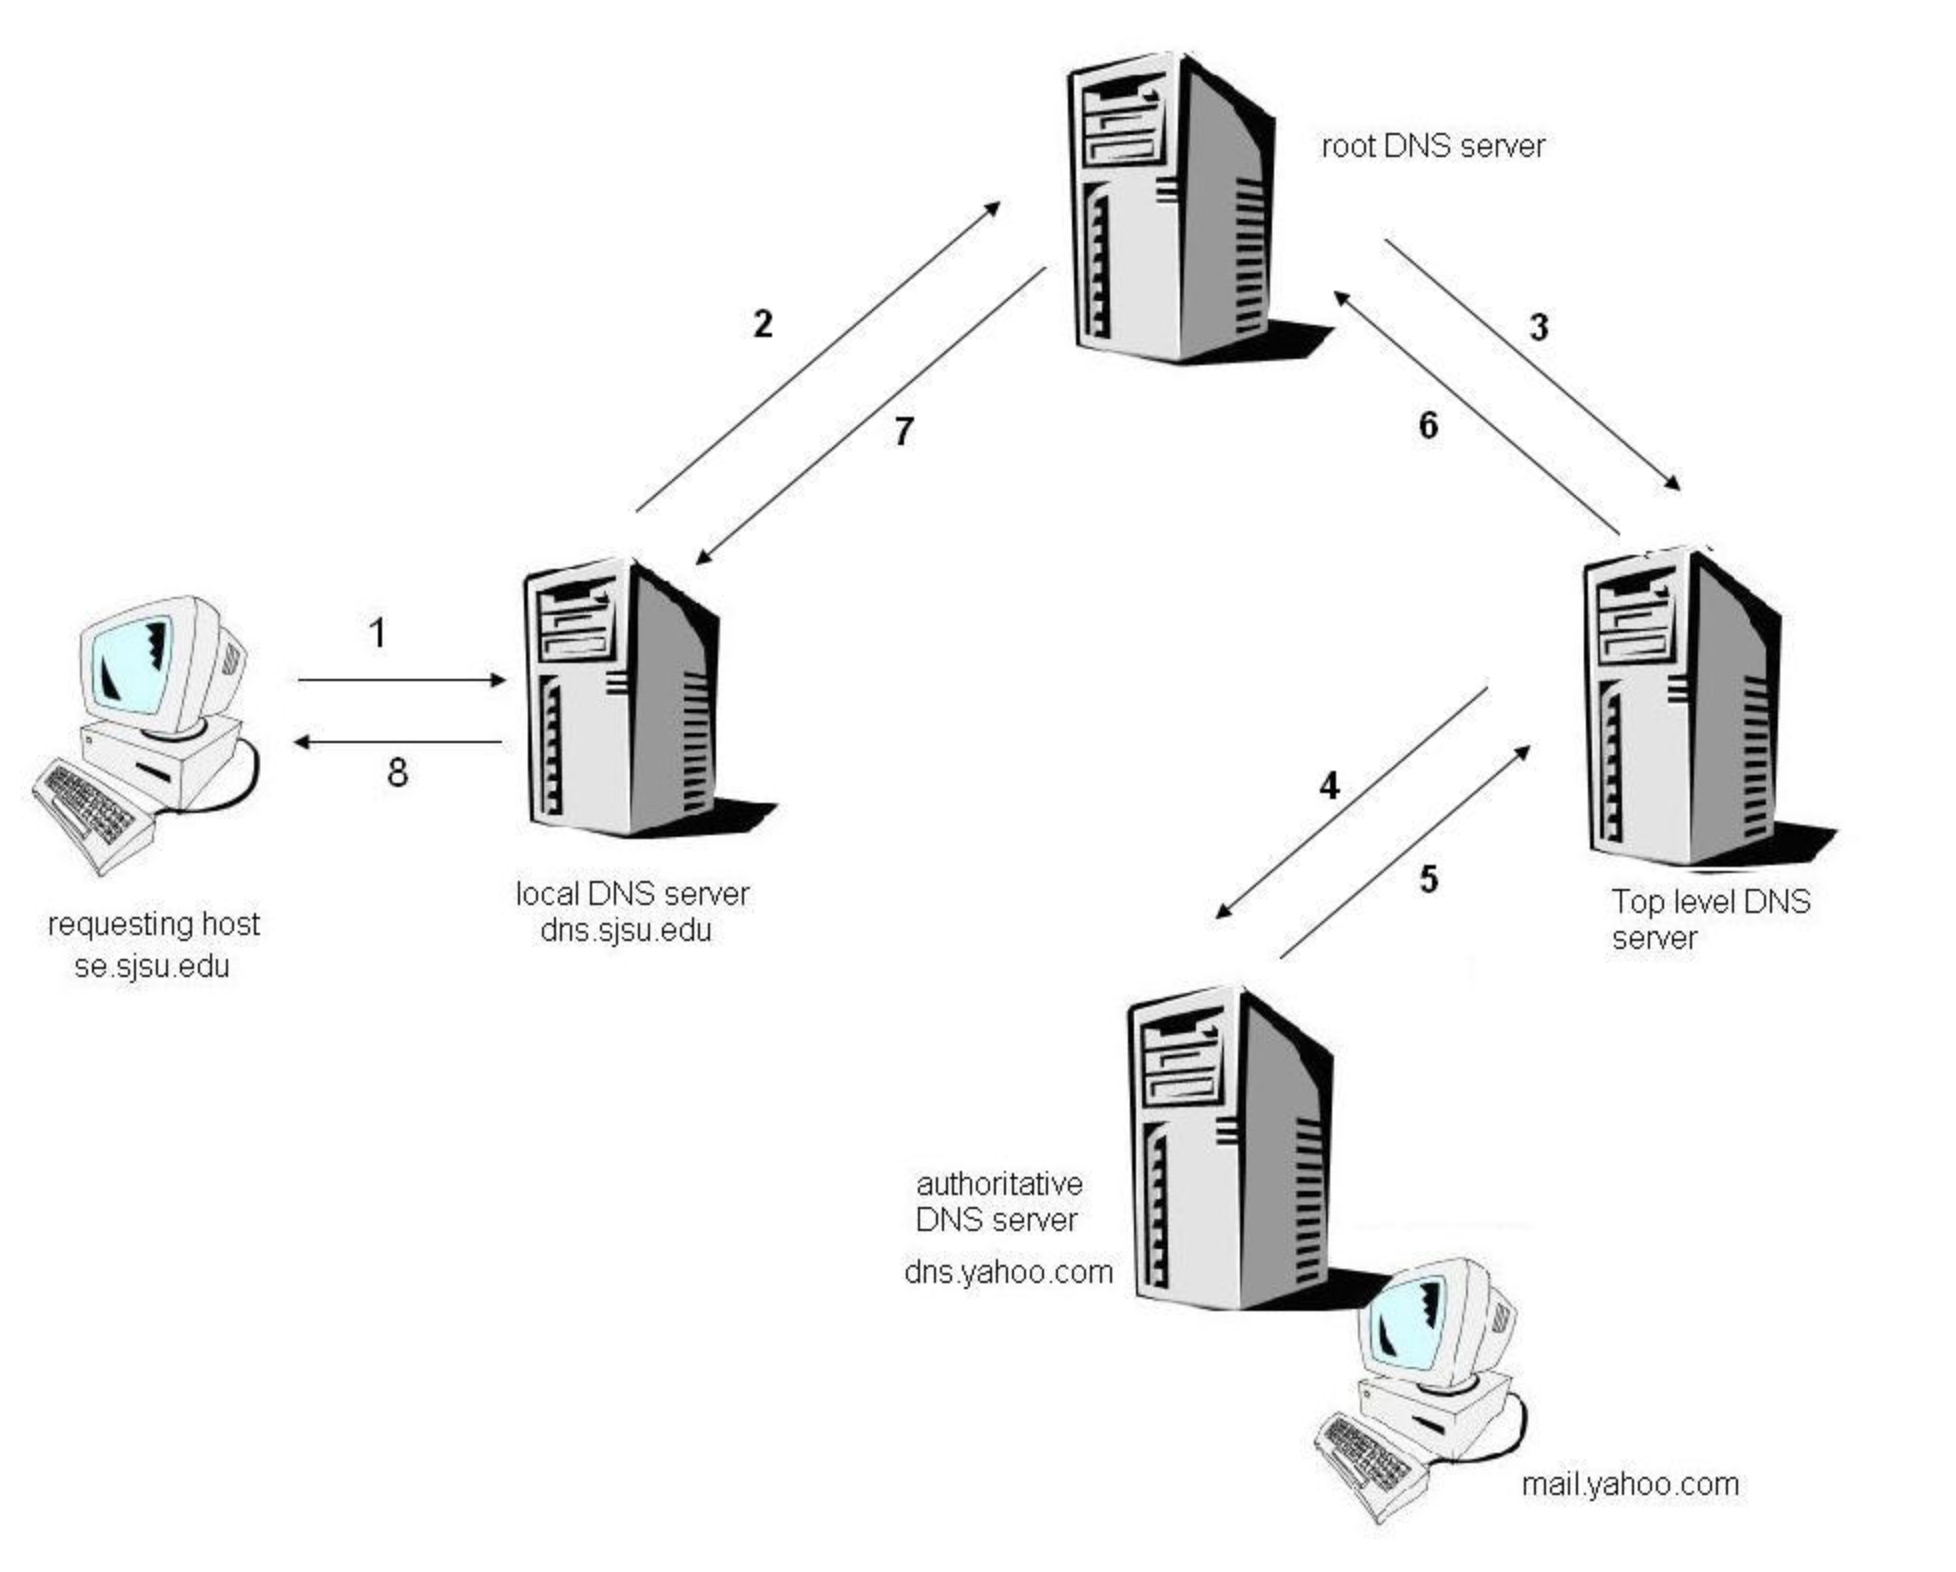 root DNS server
2
3
7
6
1
8
4
5
local DNS server
dns.sjsu.edu
requesting host
se.sjsu.edu
Top level DNS
server
authoritative
DNS server
dns.yahoo.com
mail.yahoo.com